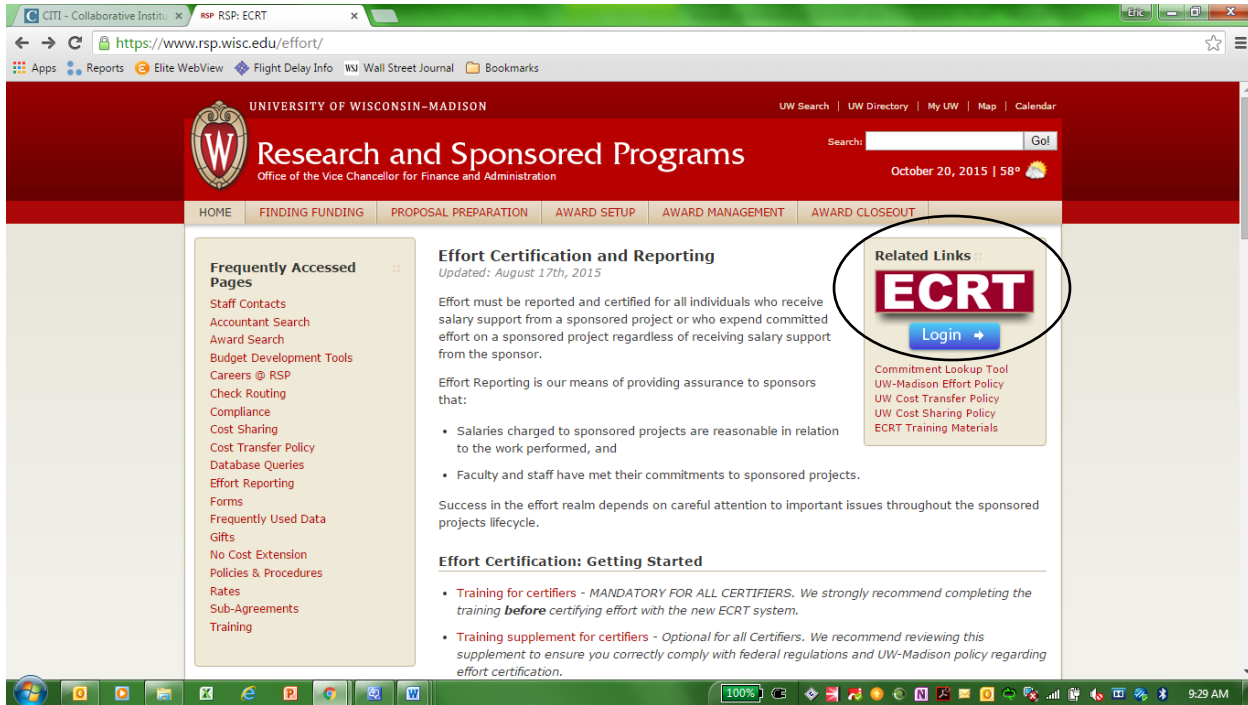 CITI - Collaborative Institu
RSP RSP: ECRT
Eric
https://www.rsp.wisc.edu/effort/
Apps Reports Elite WebView Flight Delay Info WSJ Wall Street Journal Bookmarks
UNIVERSITY OF WISCONSIN–MADISON
UW Search | UW Directory | My UW | Map | Calendar
W
Research and Sponsored Programs
Office of the Vice Chancellor for Finance and Administration
Search: Go!
October 20, 2015 | 58°
HOME FINDING FUNDING PROPOSAL PREPARATION AWARD SETUP AWARD MANAGEMENT AWARD CLOSEOUT
Frequently Accessed
Pages
Staff Contacts
Accountant Search
Award Search
Budget Development Tools
Careers @ RSP
Check Routing
Compliance
Cost Sharing
Cost Transfer Policy
Database Queries
Effort Reporting
Forms
Frequently Used Data
Gifts
No Cost Extension
Policies & Procedures
Rates
Sub-Agreements
Training
Effort Certification and Reporting
Updated: August 17th, 2015
Effort must be reported and certified for all individuals who receive
salary support from a sponsored project or who expend committed
effort on a sponsored project regardless of receiving salary support
from the sponsor.
Effort Reporting is our means of providing assurance to sponsors
that:
• Salaries charged to sponsored projects are reasonable in relation
to the work performed, and
• Faculty and staff have met their commitments to sponsored projects.
Success in the effort realm depends on careful attention to important issues throughout the sponsored
projects lifecycle.
Effort Certification: Getting Started
• Training for certifiers - MANDATORY FOR ALL CERTIFIERS. We strongly recommend completing the
training before certifying effort with the new ECRT system.
• Training supplement for certifiers - Optional for all Certifiers. We recommend reviewing this
supplement to ensure you correctly comply with federal regulations and UW-Madison policy regarding
effort certification.
Related Links
ECRT
Login
Commitment Lookup Tool
UW-Madison Effort Policy
UW Cost Transfer Policy
UW Cost Sharing Policy
ECRT Training Materials
100%
9:29 AM